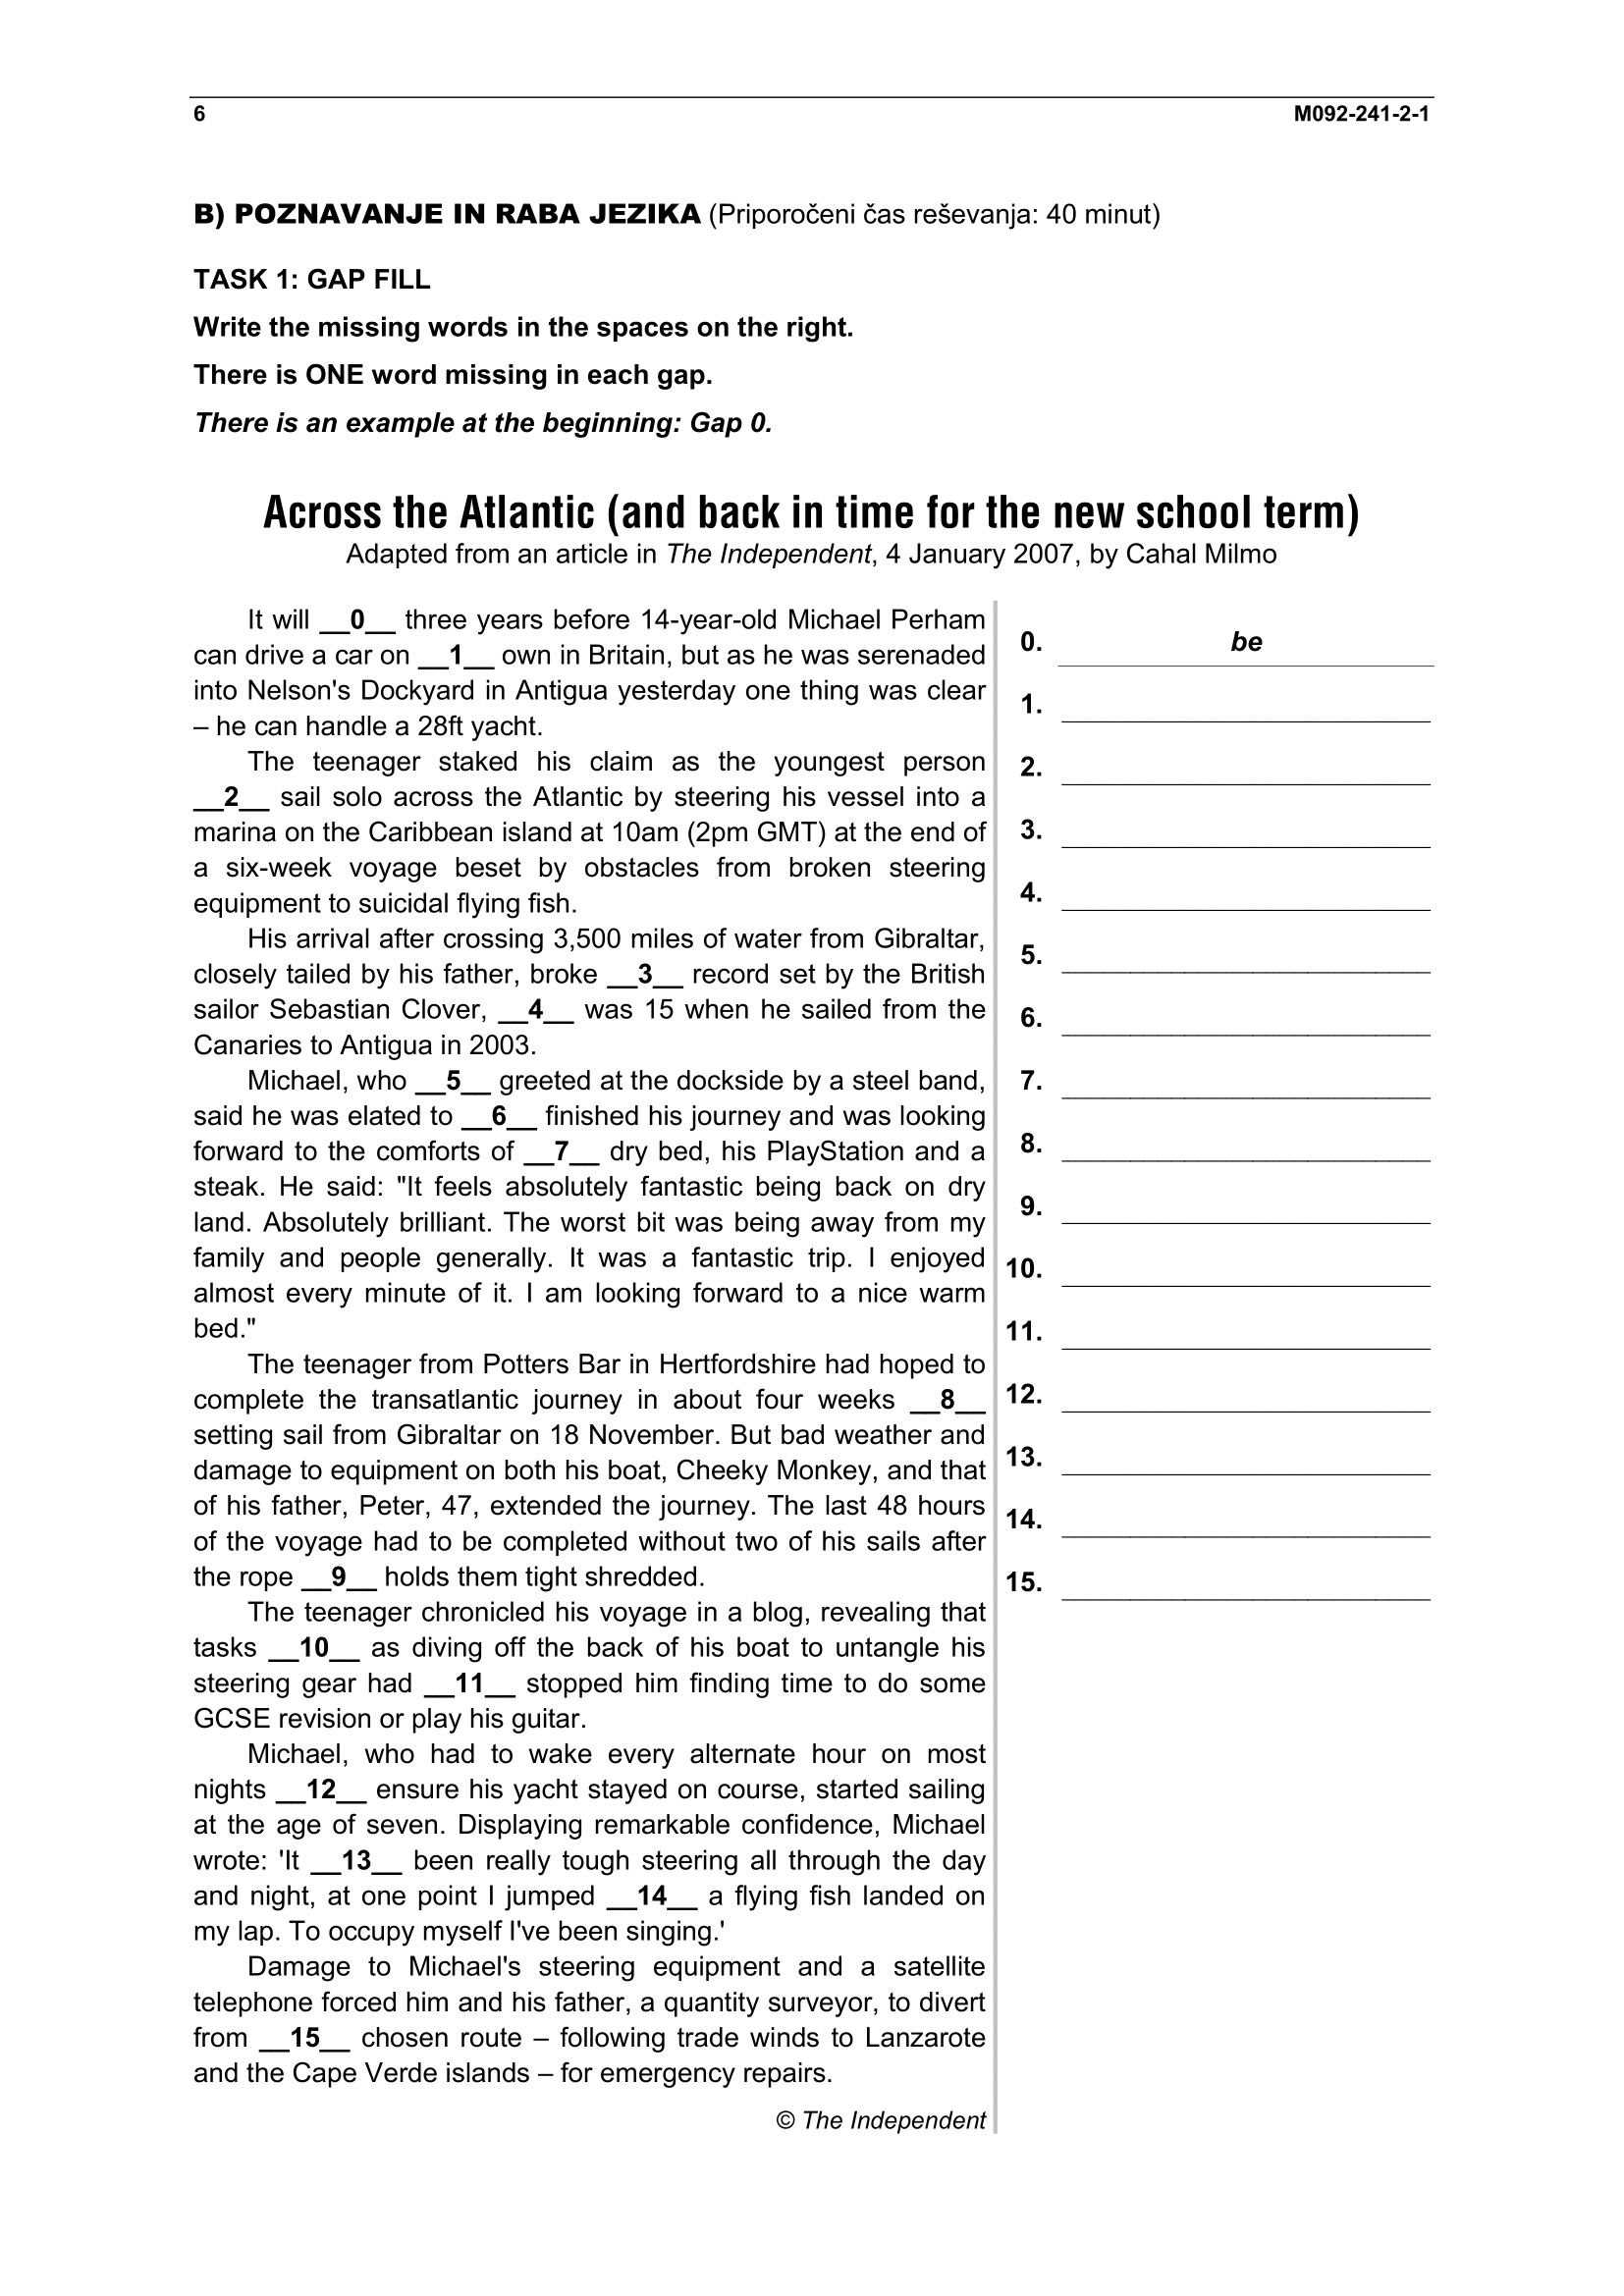 6 M092-241-2-1
B) POZNAVANJE IN RABA JEZIKA (Priporočeni čas reševanja: 40 minut)
TASK 1: GAP FILL
Write the missing words in the spaces on the right.
There is ONE word missing in each gap.
There is an example at the beginning: Gap 0.
Across the Atlantic (and back in time for the new school term)
Adapted from an article in The Independent, 4 January 2007, by Cahal Milmo
It will __0__ three years before 14-year-old Michael Perham
can drive a car on __1__ own in Britain, but as he was serenaded
into Nelson's Dockyard in Antigua yesterday one thing was clear
– he can handle a 28ft yacht.
The teenager staked his claim as the youngest person
__2__ sail solo across the Atlantic by steering his vessel into a
marina on the Caribbean island at 10am (2pm GMT) at the end of
a six-week voyage beset by obstacles from broken steering
equipment to suicidal flying fish.
His arrival after crossing 3,500 miles of water from Gibraltar,
closely tailed by his father, broke __3__ record set by the British
sailor Sebastian Clover, __4__ was 15 when he sailed from the
Canaries to Antigua in 2003.
Michael, who __5__ greeted at the dockside by a steel band,
said he was elated to __6__ finished his journey and was looking
forward to the comforts of __7__ dry bed, his PlayStation and a
steak. He said: "It feels absolutely fantastic being back on dry
land. Absolutely brilliant. The worst bit was being away from my
family and people generally. It was a fantastic trip. I enjoyed
almost every minute of it. I am looking forward to a nice warm
bed."
The teenager from Potters Bar in Hertfordshire had hoped to
complete the transatlantic journey in about four weeks __8__
setting sail from Gibraltar on 18 November. But bad weather and
damage to equipment on both his boat, Cheeky Monkey, and that
of his father, Peter, 47, extended the journey. The last 48 hours
of the voyage had to be completed without two of his sails after
the rope __9__ holds them tight shredded.
The teenager chronicled his voyage in a blog, revealing that
tasks __10__ as diving off the back of his boat to untangle his
steering gear had __11__ stopped him finding time to do some
GCSE revision or play his guitar.
Michael, who had to wake every alternate hour on most
nights __12__ ensure his yacht stayed on course, started sailing
at the age of seven. Displaying remarkable confidence, Michael
wrote: 'It __13__ been really tough steering all through the day
and night, at one point I jumped __14__ a flying fish landed on
my lap. To occupy myself I've been singing.'
Damage to Michael's steering equipment and a satellite
telephone forced him and his father, a quantity surveyor, to divert
from __15__ chosen route – following trade winds to Lanzarote
and the Cape Verde islands – for emergency repairs.
© The Independent
0. be
1.
2.
3.
4.
5.
6.
7.
8.
9.
10.
11.
12.
13.
14.
15.